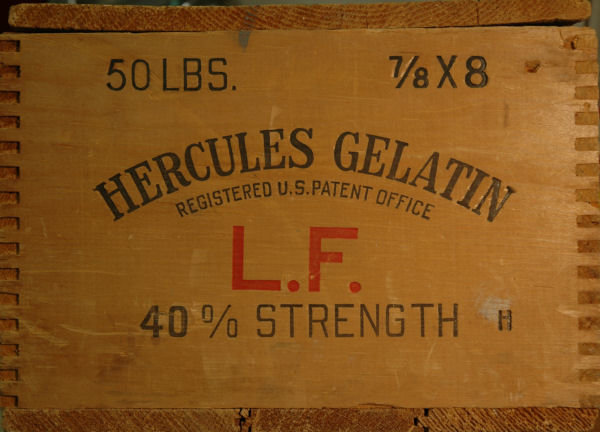 50 LBS. 7/8 X 8
HERCULES GELATIN
REGISTERED U.S. PATENT OFFICE
L.F.
40% STRENGTH H